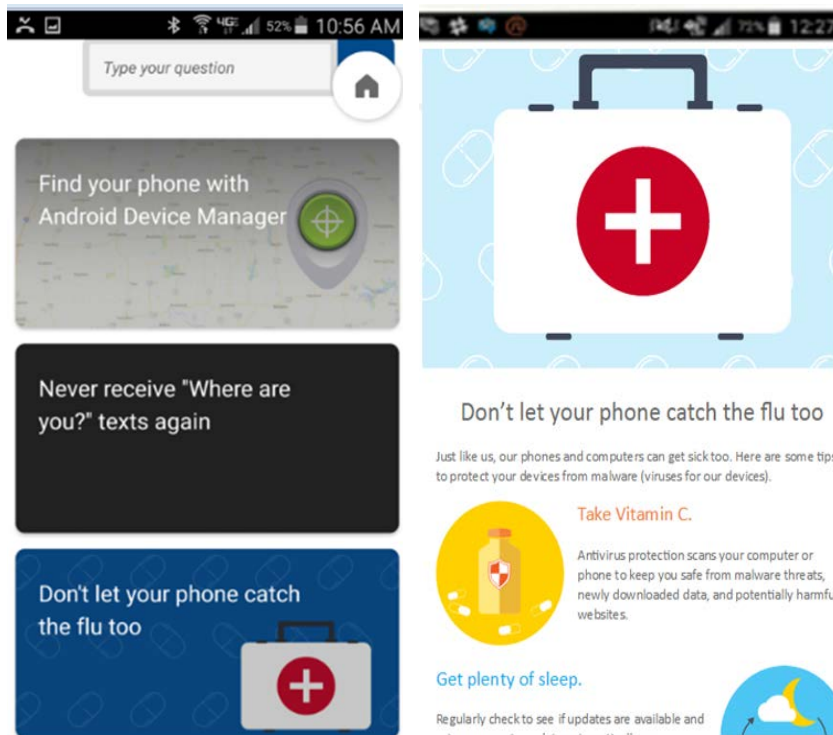 52% 10:56 AM
Type your question
Find your phone with
Android Device Manager
Never receive "Where are
you?" texts again
Don't let your phone catch
the flu too
72% 12:27
Don't let your phone catch the flu too
Just like us, our phones and computers can get sick too. Here are some tips
to protect your devices from malware (viruses for our devices).
Take Vitamin C.
Antivirus protection scans your computer or
phone to keep you safe from malware threats,
newly downloaded data, and potentially harmfu
websites.
Get plenty of sleep.
Regularly check to see if updates are available and